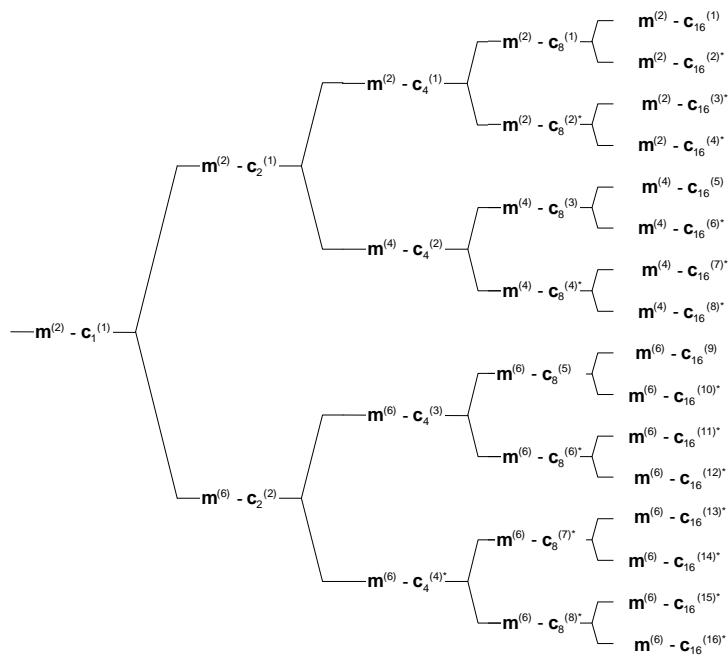 m(2) - c1(1)
m(2) - c2(1)
m(6) - c2(2)
m(2) - c4(1)
m(4) - c4(2)
m(6) - c4(3)
m(6) - c4(4)*
m(2) - c8(1)
m(2) - c8(2)*
m(4) - c8(3)
m(4) - c8(4)*
m(6) - c8(5)
m(6) - c8(6)*
m(6) - c8(7)*
m(6) - c8(8)*
m(2) - c16(1)
m(2) - c16(2)*
m(2) - c16(3)*
m(2) - c16(4)*
m(4) - c16(5)
m(4) - c16(6)*
m(4) - c16(7)*
m(4) - c16(8)*
m(6) - c16(9)
m(6) - c16(10)*
m(6) - c16(11)*
m(6) - c16(12)*
m(6) - c16(13)*
m(6) - c16(14)*
m(6) - c16(15)*
m(6) - c16(16)*